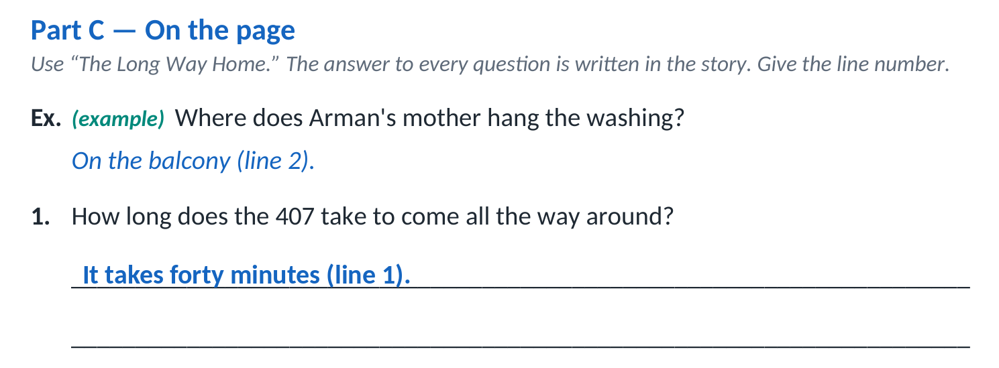 Part C — On the page
Use “The Long Way Home.” The answer to every question is written in the story. Give the line number.
Ex. (example) Where does Arman's mother hang the washing?
On the balcony (line 2).
1. How long does the 407 take to come all the way around?
It takes forty minutes (line 1).